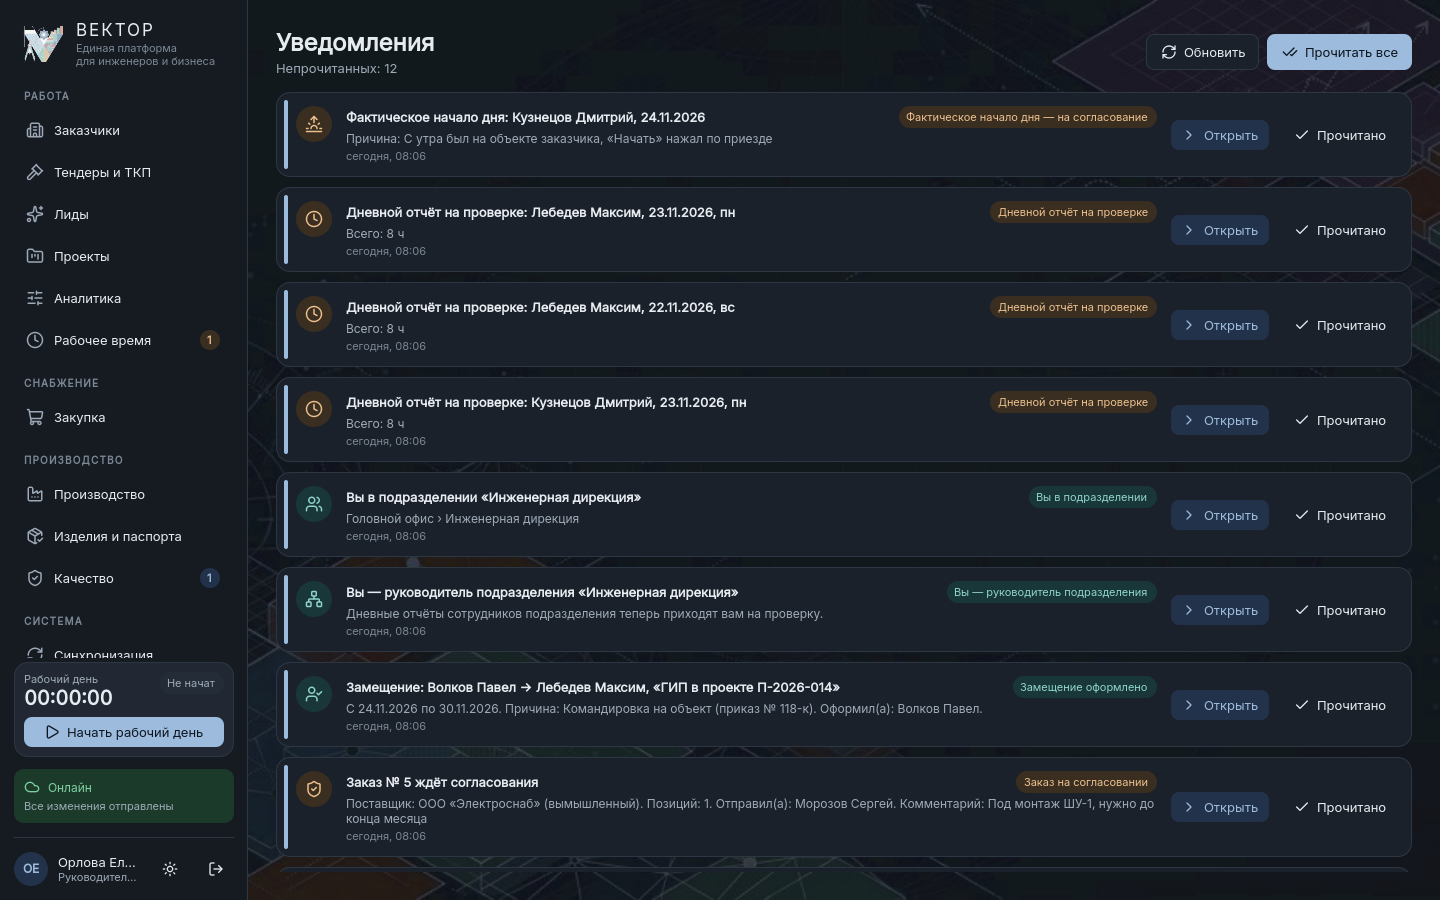 ВЕКТОР
Единая платформа
для инженеров и бизнеса
РАБОТА
Заказчики
Тендеры и ТКП
Лиды
Проекты
Аналитика
Рабочее время
1
СНАБЖЕНИЕ
Закупка
ПРОИЗВОДСТВО
Производство
Изделия и паспорта
Качество
1
СИСТЕМА
Синхронизация
Рабочий день
Не начат
00:00:00
Начать рабочий день
Онлайн
Все изменения отправлены
ОЕ
Орлова Ел...
Руководител...
Уведомления
Непрочитанных: 12
Обновить
Прочитать все
Фактическое начало дня: Кузнецов Дмитрий, 24.11.2026
Фактическое начало дня — на согласование
Причина: С утра был на объекте заказчика, «Начать» нажал по приезде
сегодня, 08:06
Открыть
Прочитано
Дневной отчёт на проверке: Лебедев Максим, 23.11.2026, пн
Дневной отчёт на проверке
Всего: 8 ч
сегодня, 08:06
Открыть
Прочитано
Дневной отчёт на проверке: Лебедев Максим, 22.11.2026, вс
Дневной отчёт на проверке
Всего: 8 ч
сегодня, 08:06
Открыть
Прочитано
Дневной отчёт на проверке: Кузнецов Дмитрий, 23.11.2026, пн
Дневной отчёт на проверке
Всего: 8 ч
сегодня, 08:06
Открыть
Прочитано
Вы в подразделении «Инженерная дирекция»
Вы в подразделении
Головной офис › Инженерная дирекция
сегодня, 08:06
Открыть
Прочитано
Вы — руководитель подразделения «Инженерная дирекция»
Вы — руководитель подразделения
Дневные отчёты сотрудников подразделения теперь приходят вам на проверку.
сегодня, 08:06
Открыть
Прочитано
Замещение: Волков Павел → Лебедев Максим, «ГИП в проекте П-2026-014»
Замещение оформлено
С 24.11.2026 по 30.11.2026. Причина: Командировка на объект (приказ № 118-к). Оформил(а): Волков Павел.
сегодня, 08:06
Открыть
Прочитано
Заказ № 5 ждёт согласования
Заказ на согласовании
Поставщик: ООО «Электроснаб» (вымышленный). Позиций: 1. Отправил(а): Морозов Сергей. Комментарий: Под монтаж ШУ-1, нужно до
конца месяца
сегодня, 08:06
Открыть
Прочитано